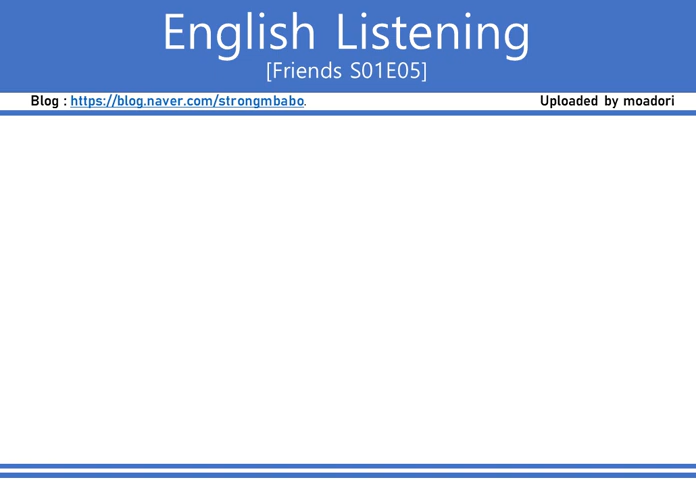 English Listening
[Friends S01E05]
Blog : https://blog.naver.com/strongmbabo. Uploaded by moadori